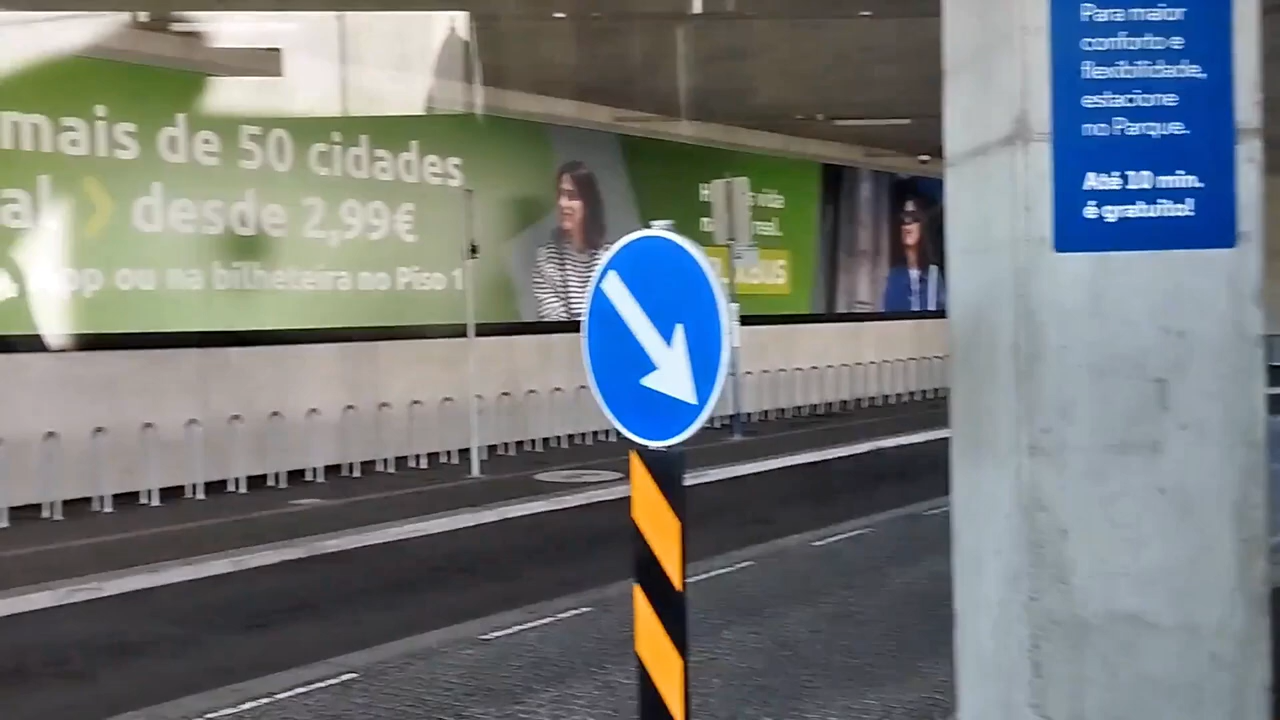 mais de 50 cidades
desde 2,99€
ou na bilheteira no Piso 1
Para maior
conforto e
flexibilidade,
estacione
no Parque.
Até 10 min.
é gratuito!